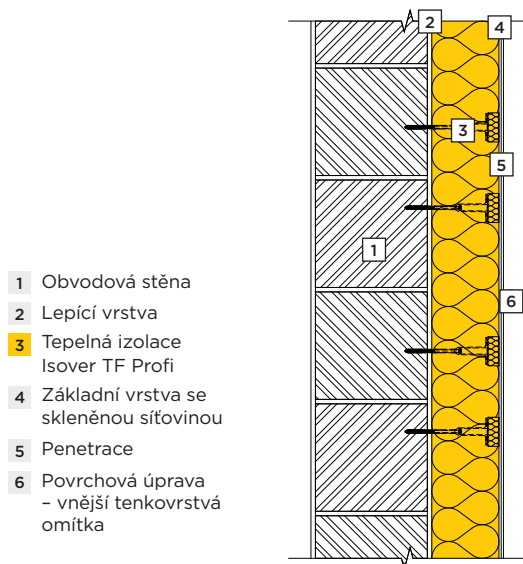 1 Obvodová stěna
2 Lepící vrstva
3 Tepelná izolace
Isover TF Profi
4 Základní vrstva se
skleněnou síťovinou
5 Penetrace
6 Povrchová úprava
– vnější tenkovrstvá
omítka
2
4
3
5
1
6